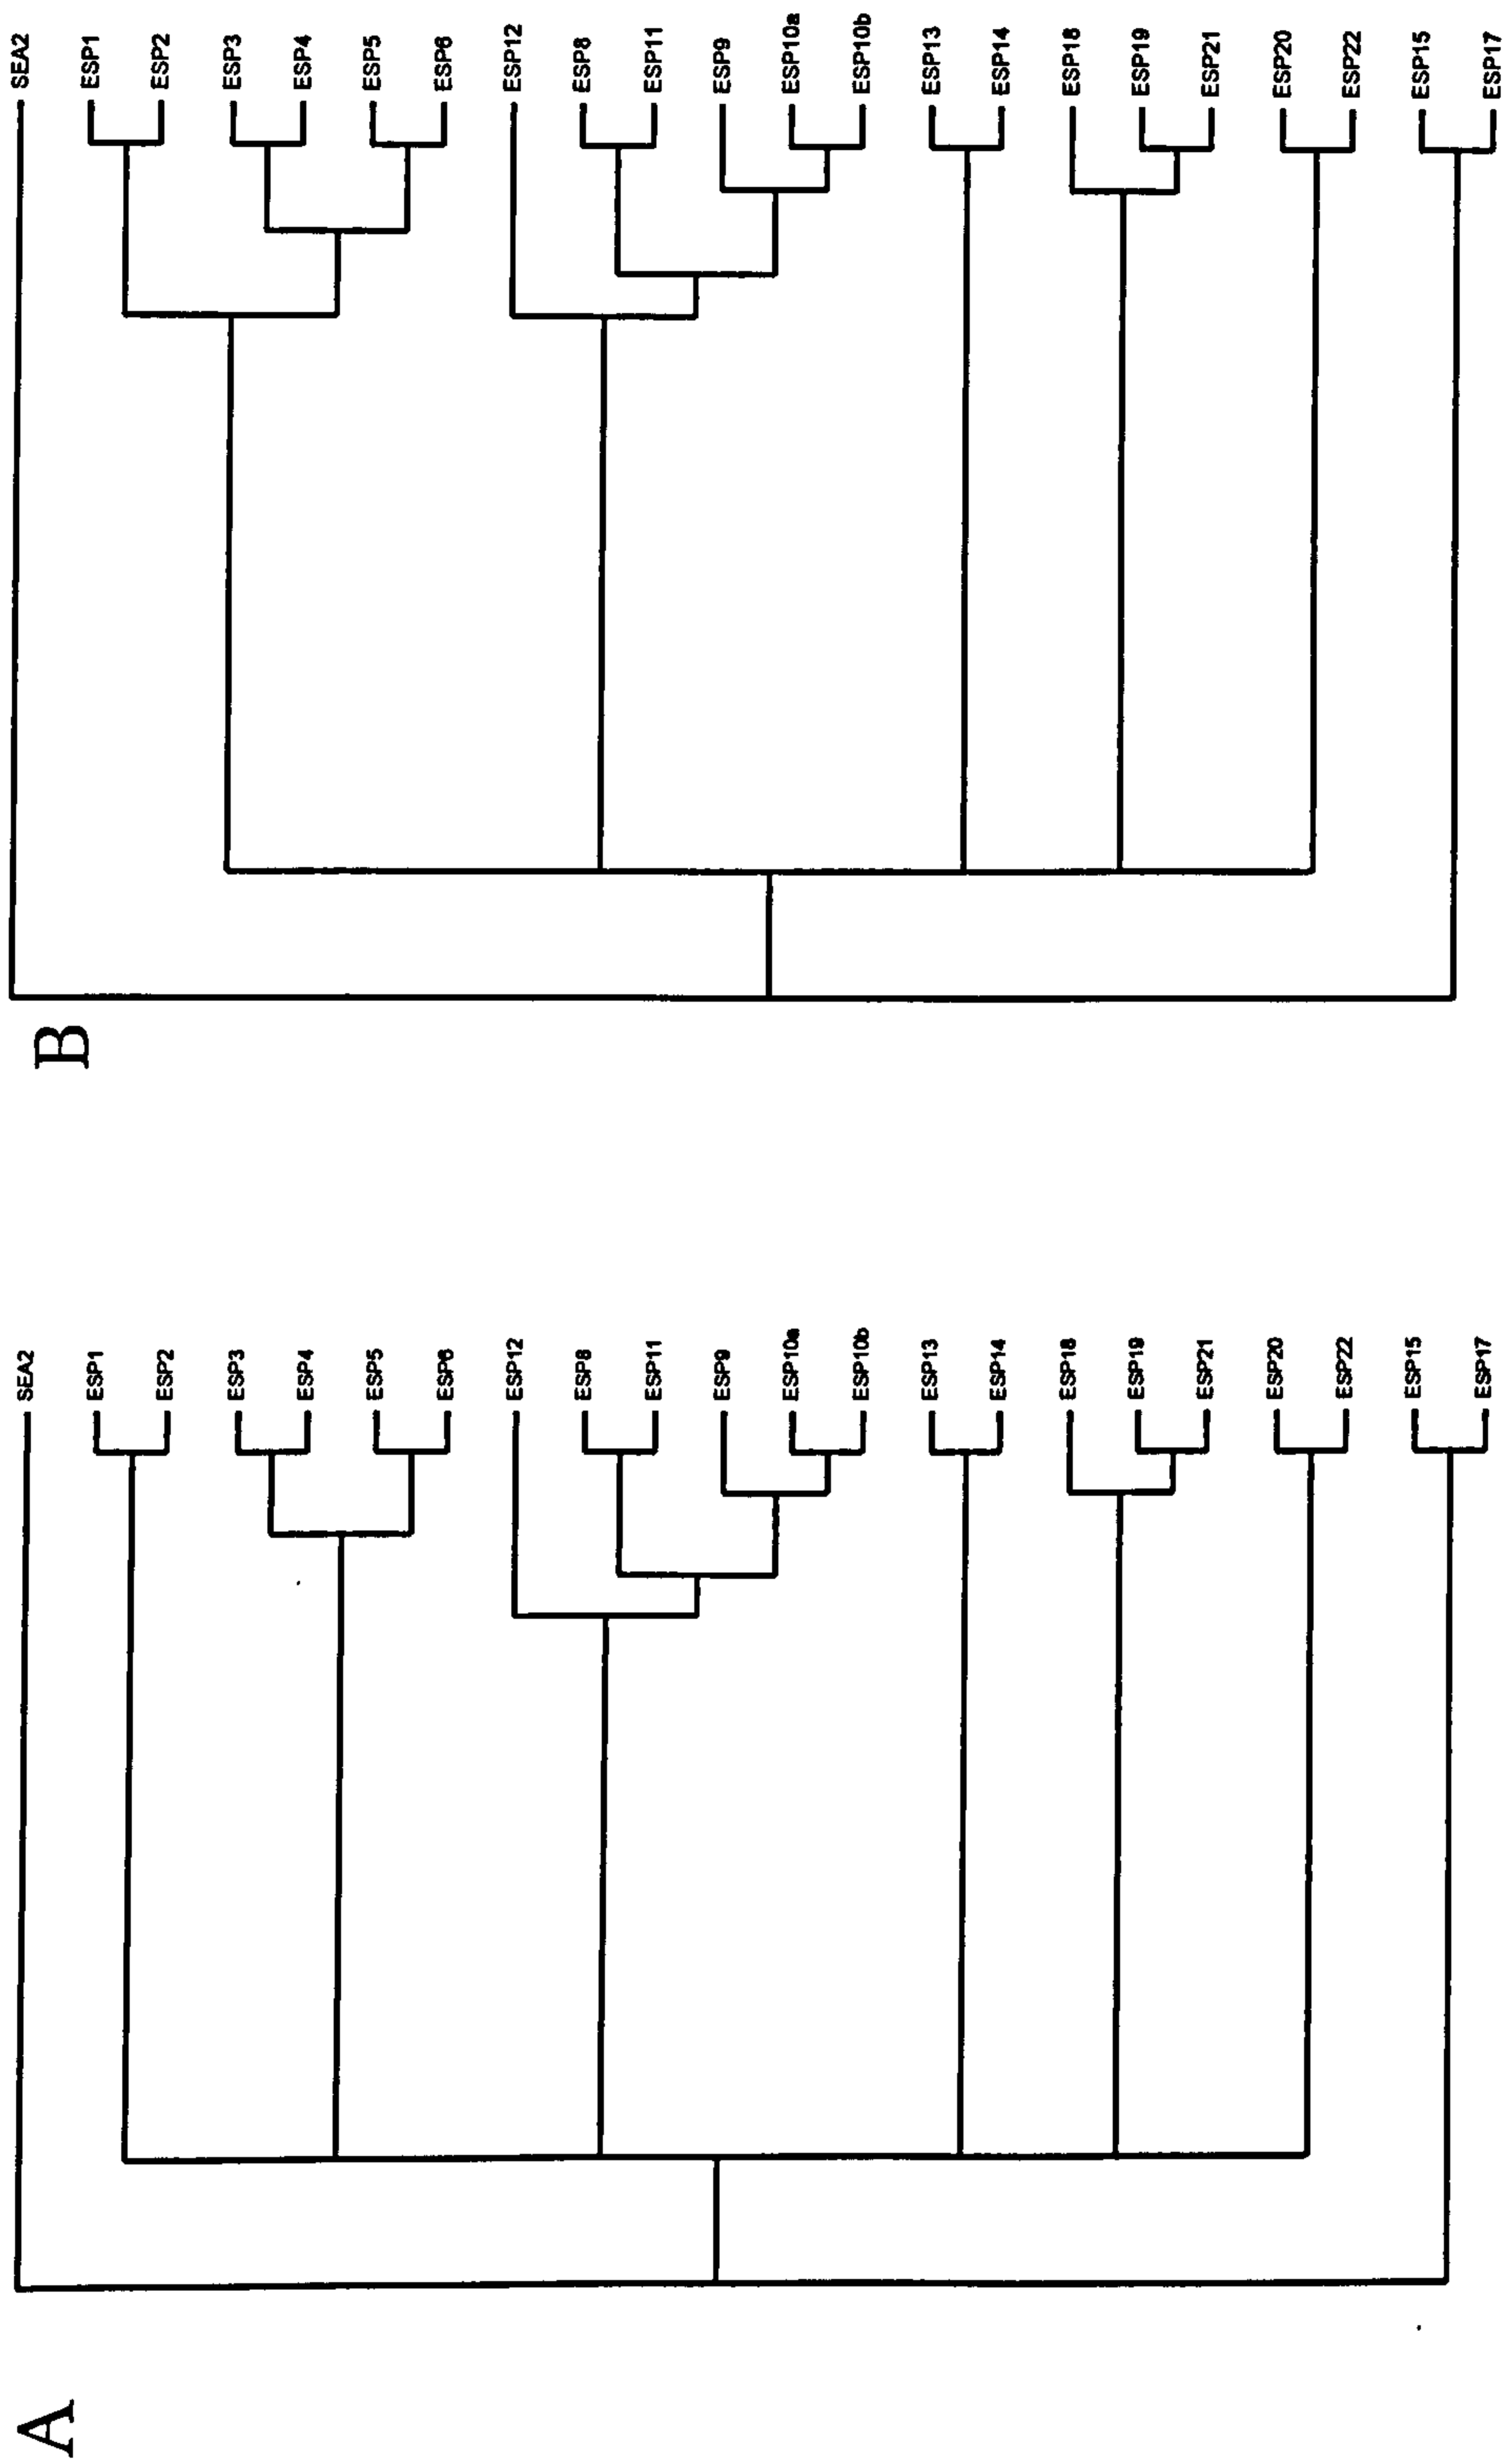 B
SEA2
ESP1
ESP2
ESP3
ESP4
ESP5
ESP6
ESP12
ESP8
ESP11
ESP9
ESP10a
ESP10b
ESP13
ESP14
ESP18
ESP19
ESP21
ESP20
ESP22
ESP15
ESP17
A
SEA2
ESP1
ESP2
ESP3
ESP4
ESP5
ESP6
ESP12
ESP8
ESP11
ESP9
ESP10a
ESP10b
ESP13
ESP14
ESP18
ESP19
ESP21
ESP20
ESP22
ESP15
ESP17